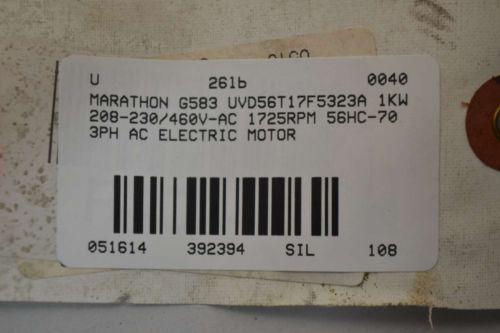 U 261b 0040
MARATHON G583 UVD56T17F5323A 1KW
208-230/460V-AC 1725RPM 56HC-70
3PH AC ELECTRIC MOTOR
051614 392394 SIL 108